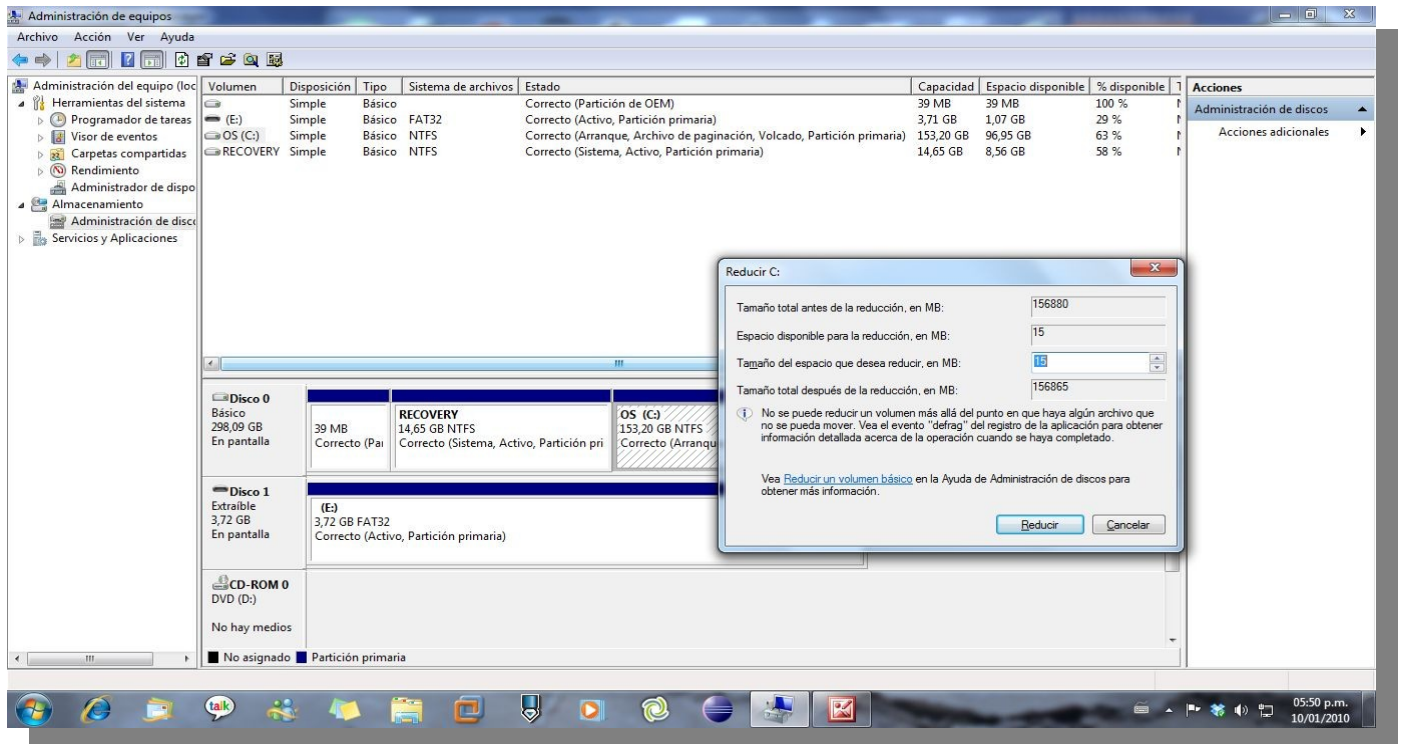 Administración de equipos
Archivo Acción Ver Ayuda
Administración del equipo (loc
Herramientas del sistema
Programador de tareas
Visor de eventos
Carpetas compartidas
Rendimiento
Administrador de dispo
Almacenamiento
Administración de disco
Servicios y Aplicaciones
Volumen Disposición Tipo Sistema de archivos Estado Capacidad Espacio disponible % disponible T
Simple Básico Correcto (Partición de OEM) 39 MB 39 MB 100 %
(E:) Simple Básico FAT32 Correcto (Activo, Partición primaria) 3,71 GB 1,07 GB 29 %
OS (C:) Simple Básico NTFS Correcto (Arranque, Archivo de paginación, Volcado, Partición primaria) 153,20 GB 96,95 GB 63 %
RECOVERY Simple Básico NTFS Correcto (Sistema, Activo, Partición primaria) 14,65 GB 8,56 GB 58 %
Acciones
Administración de discos
Acciones adicionales
Reducir C:
Tamaño total antes de la reducción, en MB: 156880
Espacio disponible para la reducción, en MB: 15
Tamaño del espacio que desea reducir, en MB: 15
Tamaño total después de la reducción, en MB: 156865
No se puede reducir un volumen más allá del punto en que haya algún archivo que
no se pueda mover. Vea el evento "defrag" del registro de la aplicación para obtener
información detallada acerca de la operación cuando se haya completado.
Vea Reducir un volumen básico en la Ayuda de Administración de discos para
obtener más información.
Reducir Cancelar
Disco 0
Básico
298,09 GB
En pantalla
39 MB
Correcto (Par
RECOVERY
14,65 GB NTFS
Correcto (Sistema, Activo, Partición pri
OS (C:)
153,20 GB NTFS
Correcto (Arranqu
Disco 1
Extraíble
3,72 GB
En pantalla
(E:)
3,72 GB FAT32
Correcto (Activo, Partición primaria)
CD-ROM 0
DVD (D:)
No hay medios
No asignado Partición primaria
talk
05:50 p.m.
10/01/2010